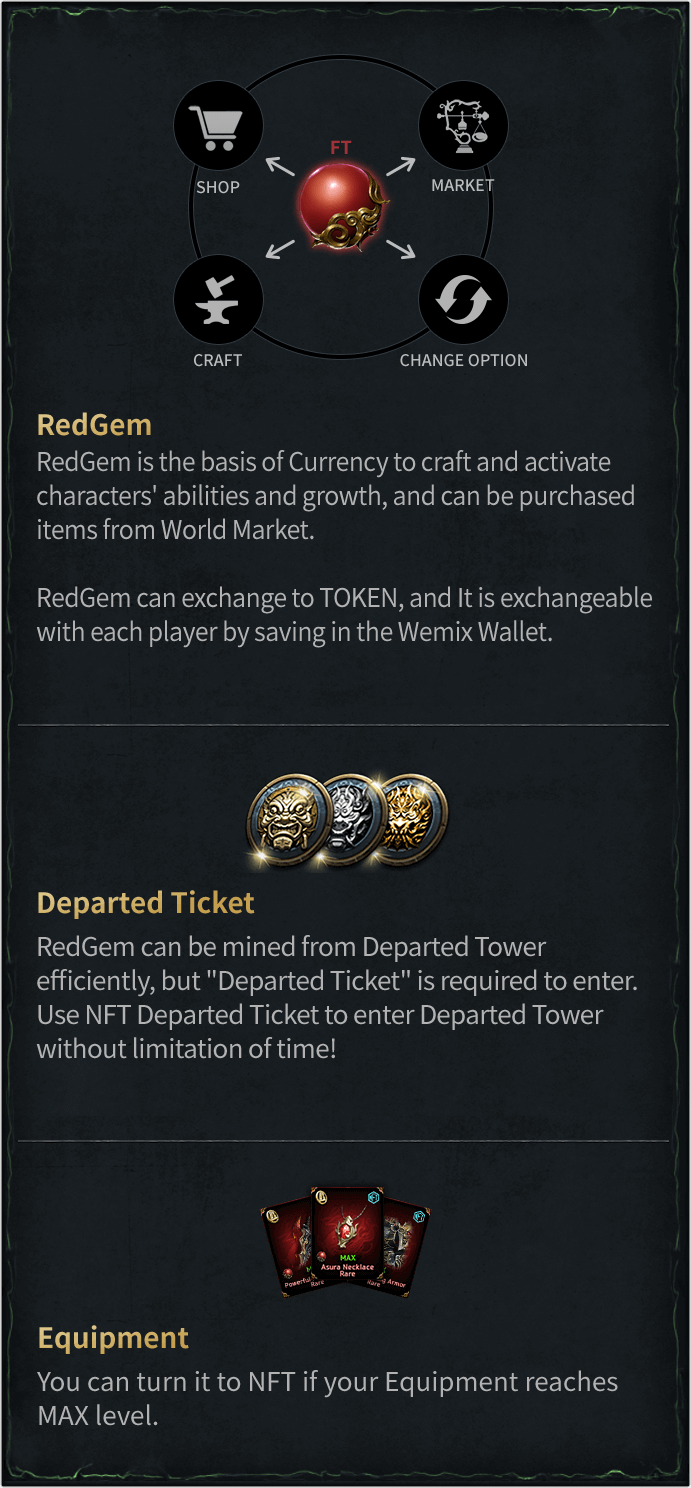 FT
SHOP
MARKET
CRAFT
CHANGE OPTION
RedGem
RedGem is the basis of Currency to craft and activate
characters' abilities and growth, and can be purchased
items from World Market.
RedGem can exchange to TOKEN, and It is exchangeable
with each player by saving in the Wemix Wallet.
Departed Ticket
RedGem can be mined from Departed Tower
efficiently, but "Departed Ticket" is required to enter.
Use NFT Departed Ticket to enter Departed Tower
without limitation of time!
MAX
Asura Necklace
Rare
Powerful
Rare
Armor
Rare
Equipment
You can turn it to NFT if your Equipment reaches
MAX level.